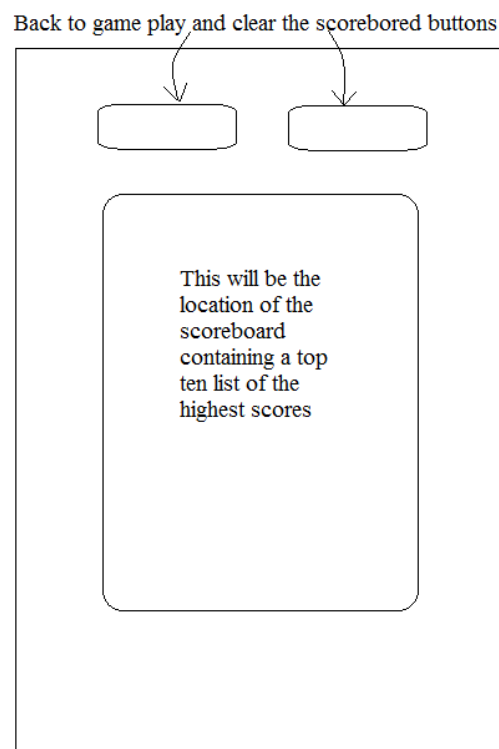 Back to game play and clear the scorebored buttons
This will be the
location of the
scoreboard
containing a top
ten list of the
highest scores